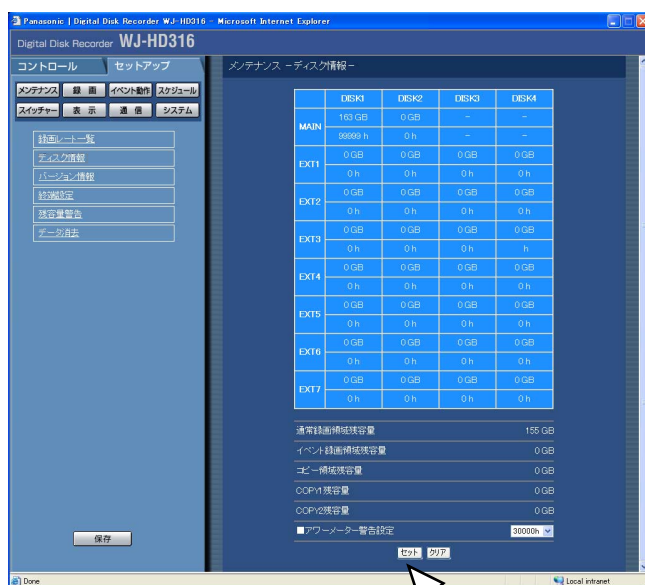 Panasonic | Digital Disk Recorder WJ-HD316 - Microsoft Internet Explorer
Digital Disk Recorder WJ-HD316
コントロール セットアップ
メンテナンス 録画 イベント動作 スケジュール
スイッチャー 表示 通信 システム
録画レート一覧
ディスク情報
バージョン情報
終端設定
残容量警告
データ消去
保存
メンテナンス －ディスク情報－
DISK1 DISK2 DISK3 DISK4
MAIN 163 GB 0 GB - -
99999 h 0 h - -
EXT1 0 GB 0 GB 0 GB 0 GB
0 h 0 h 0 h 0 h
EXT2 0 GB 0 GB 0 GB 0 GB
0 h 0 h 0 h 0 h
EXT3 0 GB 0 GB 0 GB 0 GB
0 h 0 h 0 h h
EXT4 0 GB 0 GB 0 GB 0 GB
0 h 0 h 0 h 0 h
EXT5 0 GB 0 GB 0 GB 0 GB
0 h 0 h 0 h 0 h
EXT6 0 GB 0 GB 0 GB 0 GB
0 h 0 h 0 h 0 h
EXT7 0 GB 0 GB 0 GB 0 GB
0 h 0 h 0 h 0 h
通常録画領域残容量 155 GB
イベント録画領域残容量 0 GB
コピー領域残容量 0 GB
COPY1残容量 0 GB
COPY2残容量 0 GB
■アワーメーター警告設定 30000h
セット クリア
Done Local intranet